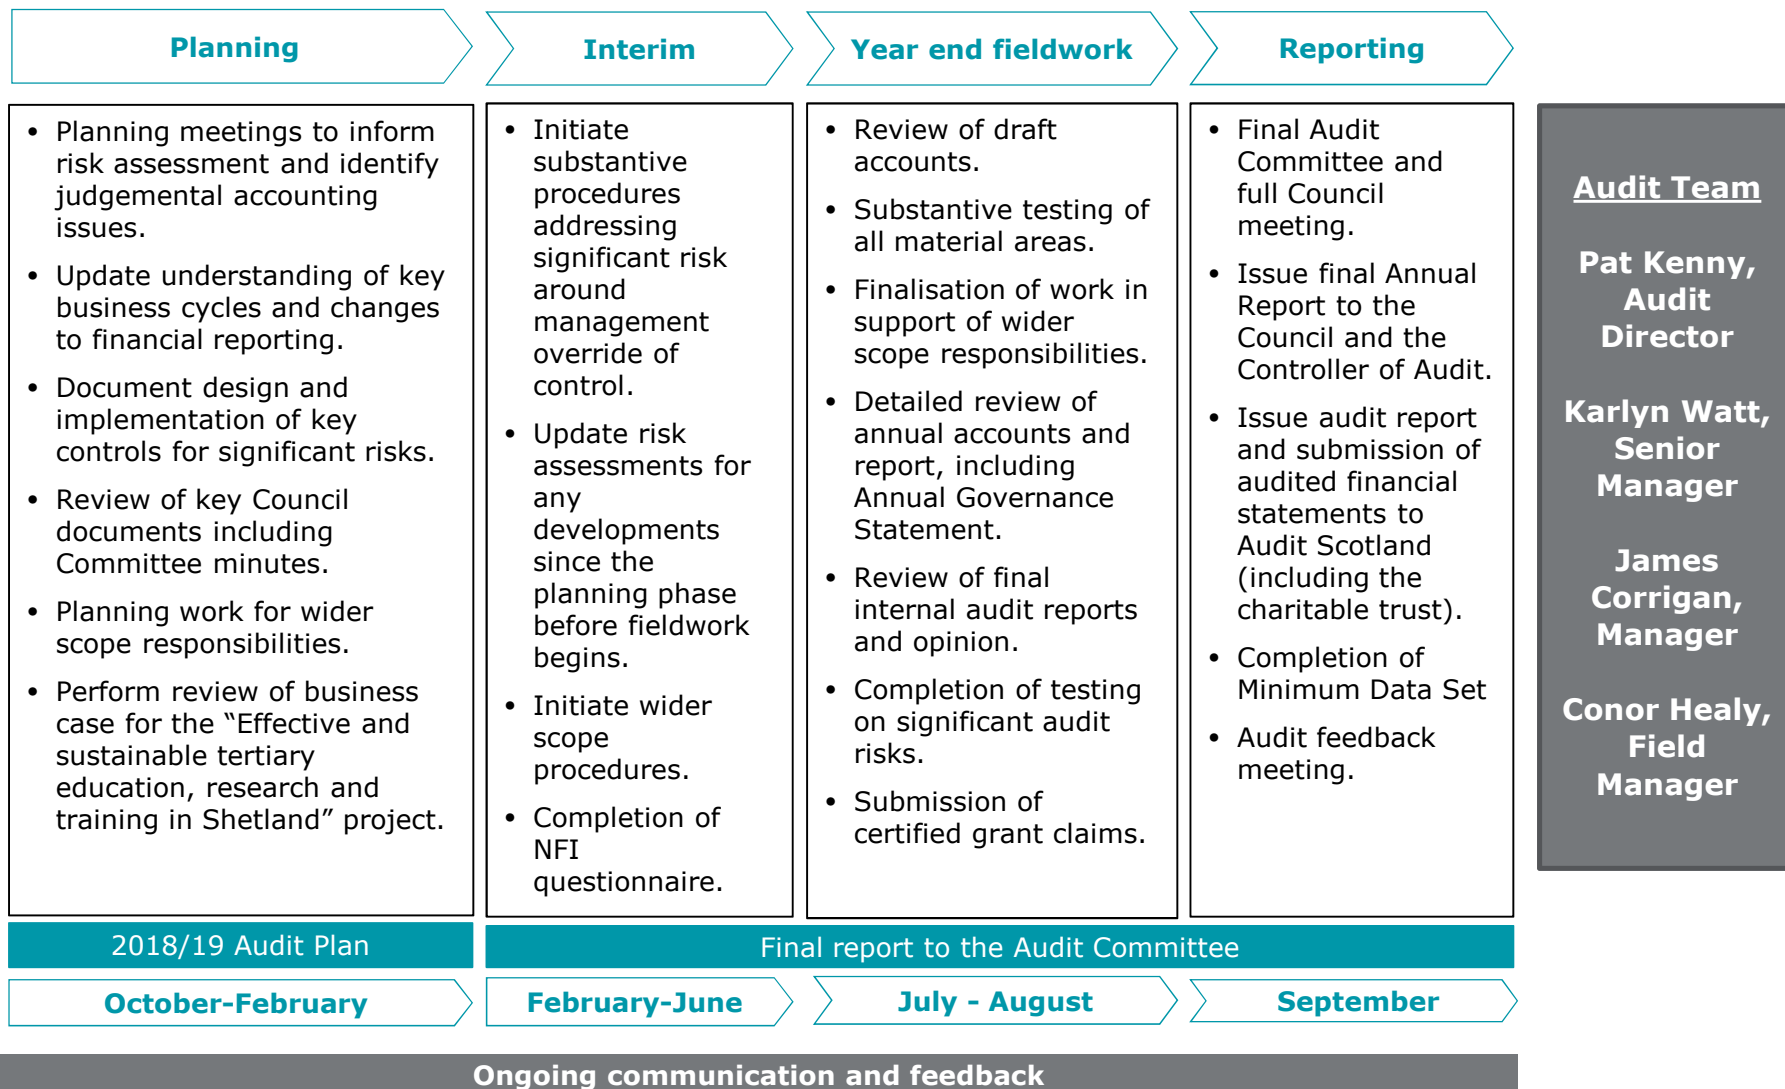 Planning
Interim
Year end fieldwork
Reporting
• Planning meetings to inform
risk assessment and identify
judgemental accounting
issues.
• Update understanding of key
business cycles and changes
to financial reporting.
• Document design and
implementation of key
controls for significant risks.
• Review of key Council
documents including
Committee minutes.
• Planning work for wider
scope responsibilities.
• Perform review of business
case for the “Effective and
sustainable tertiary
education, research and
training in Shetland” project.
• Initiate
substantive
procedures
addressing
significant risk
around
management
override of
control.
• Update risk
assessments for
any
developments
since the
planning phase
before fieldwork
begins.
• Initiate wider
scope
procedures.
• Completion of
NFI
questionnaire.
• Review of draft
accounts.
• Substantive testing of
all material areas.
• Finalisation of work in
support of wider
scope responsibilities.
• Detailed review of
annual accounts and
report, including
Annual Governance
Statement.
• Review of final
internal audit reports
and opinion.
• Completion of testing
on significant audit
risks.
• Submission of
certified grant claims.
• Final Audit
Committee and
full Council
meeting.
• Issue final Annual
Report to the
Council and the
Controller of Audit.
• Issue audit report
and submission of
audited financial
statements to
Audit Scotland
(including the
charitable trust).
• Completion of
Minimum Data Set
• Audit feedback
meeting.
Audit Team
Pat Kenny,
Audit
Director
Karlyn Watt,
Senior
Manager
James
Corrigan,
Manager
Conor Healy,
Field
Manager
2018/19 Audit Plan
Final report to the Audit Committee
October-February
February-June
July - August
September
Ongoing communication and feedback